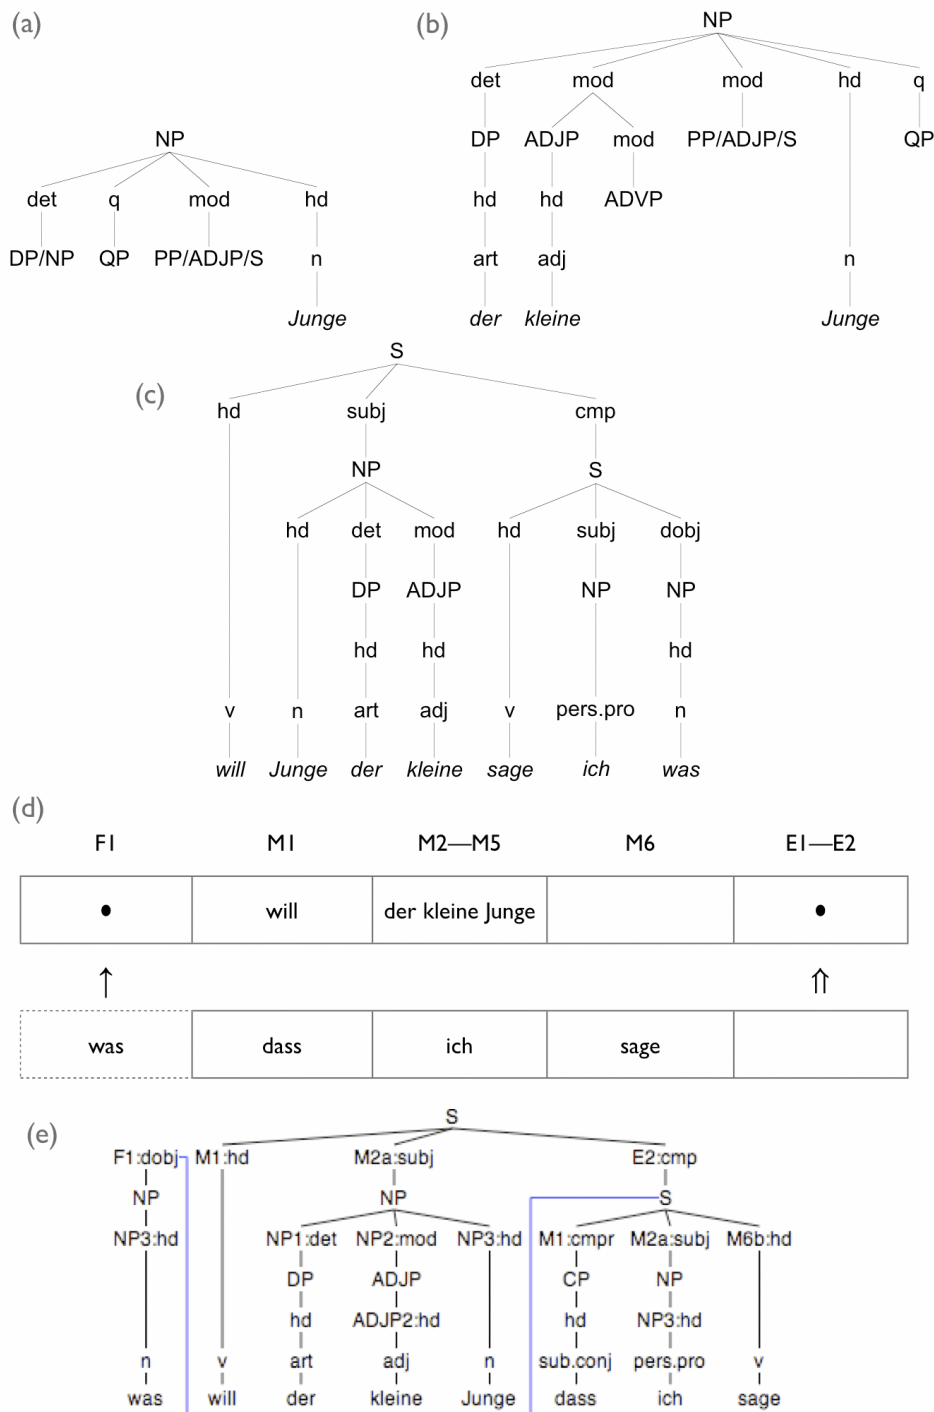 (a)
NP
det q mod hd
DP/NP QP PP/ADJP/S n
Junge
(b)
NP
det mod mod hd q
DP ADJP mod PP/ADJP/S QP
hd hd ADVP
art adj n
der kleine Junge
(c)
S
hd subj cmp
NP S
hd det mod hd subj dobj
DP ADJP NP NP
hd hd hd
v n art adj v pers.pro n
will Junge der kleine sage ich was
(d)
F1 M1 M2—M5 M6 E1—E2
• will der kleine Junge •
↑ ⇑
was dass ich sage
(e)
S
F1:dobj M1:hd M2a:subj E2:cmp
NP NP S
NP3:hd NP1:det NP2:mod NP3:hd M1:cmpr M2a:subj M6b:hd
DP ADJP CP NP
hd ADJP2:hd hd NP3:hd
n v art adj n sub.conj pers.pro v
was will der kleine Junge dass ich sage